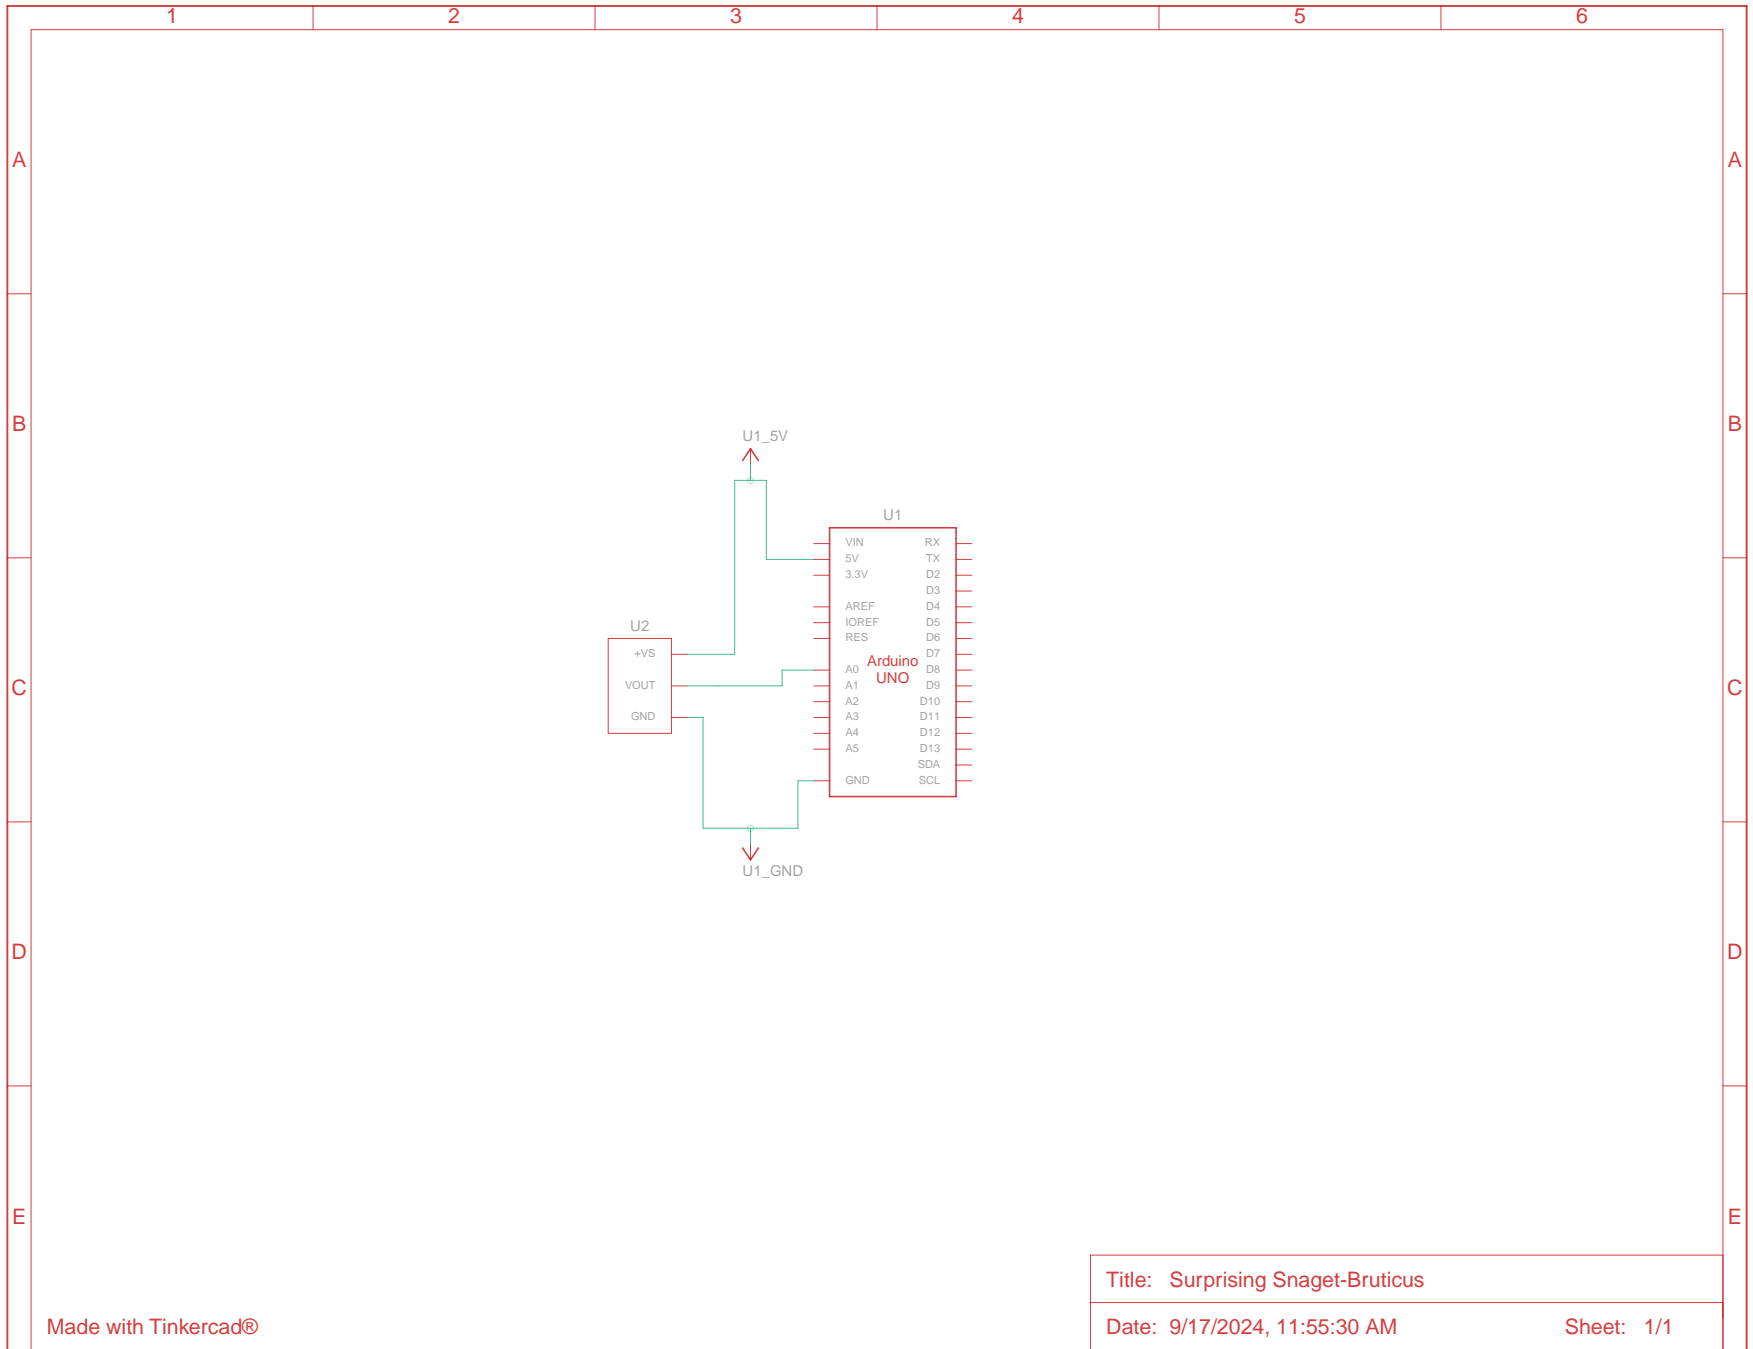 1 2 3 4 5 6
A A
B B
U1_5V
U1
VIN RX
5V TX
3.3V D2
D3
AREF D4
IOREF D5
U2
RES D6
+VS D7
Arduino
A0 D8
UNO
C C
VOUT A1 D9
A2 D10
GND A3 D11
A4 D12
A5 D13
SDA
GND SCL
U1_GND
D D
E E
Title: Surprising Snaget-Bruticus
Made with Tinkercad®
Date: 9/17/2024, 11:55:30 AM Sheet: 1/1